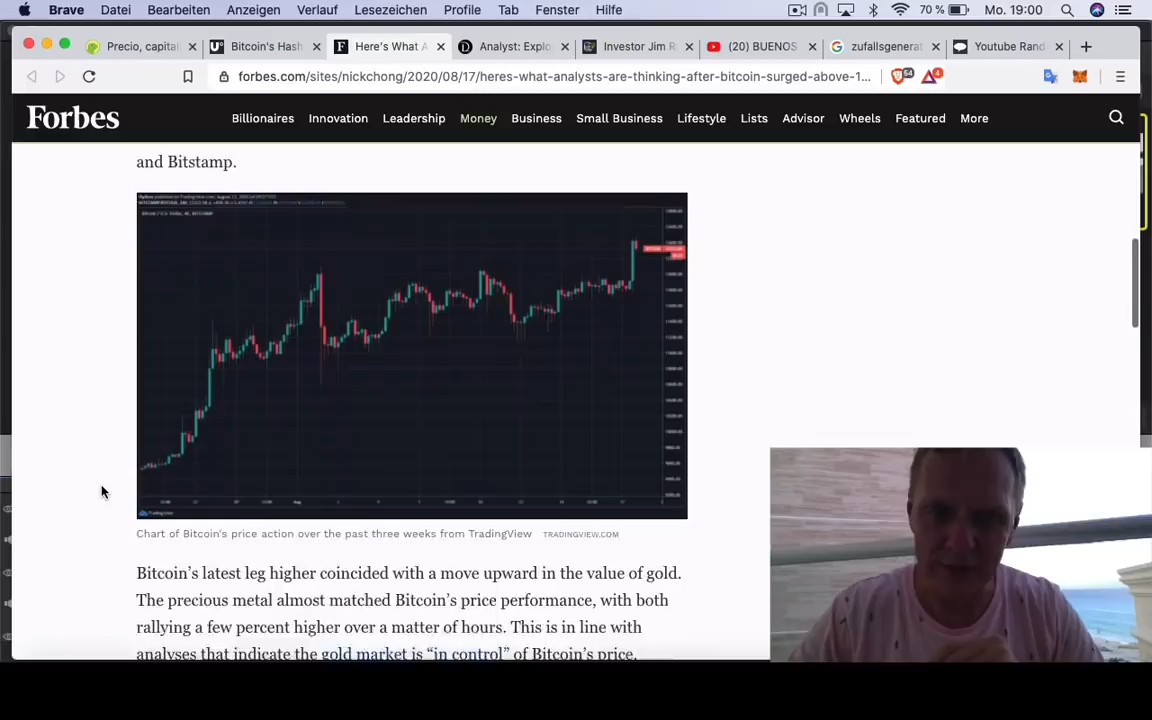 Brave Datei Bearbeiten Anzeigen Verlauf Lesezeichen Profile Tab Fenster Hilfe 70 % Mo. 19:00
Precio, capital Bitcoin's Hash Here's What A Analyst: Explo Investor Jim R (20) BUENOS zufallsgenerat Youtube Rand
forbes.com/sites/nickchong/2020/08/17/heres-what-analysts-are-thinking-after-bitcoin-surged-above-1... 54 4
Forbes Billionaires Innovation Leadership Money Business Small Business Lifestyle Lists Advisor Wheels Featured More
and Bitstamp.
TradingView
Chart of Bitcoin's price action over the past three weeks from TradingView TRADINGVIEW.COM
Bitcoin’s latest leg higher coincided with a move upward in the value of gold.
The precious metal almost matched Bitcoin’s price performance, with both
rallying a few percent higher over a matter of hours. This is in line with
analyses that indicate the gold market is “in control” of Bitcoin’s price.